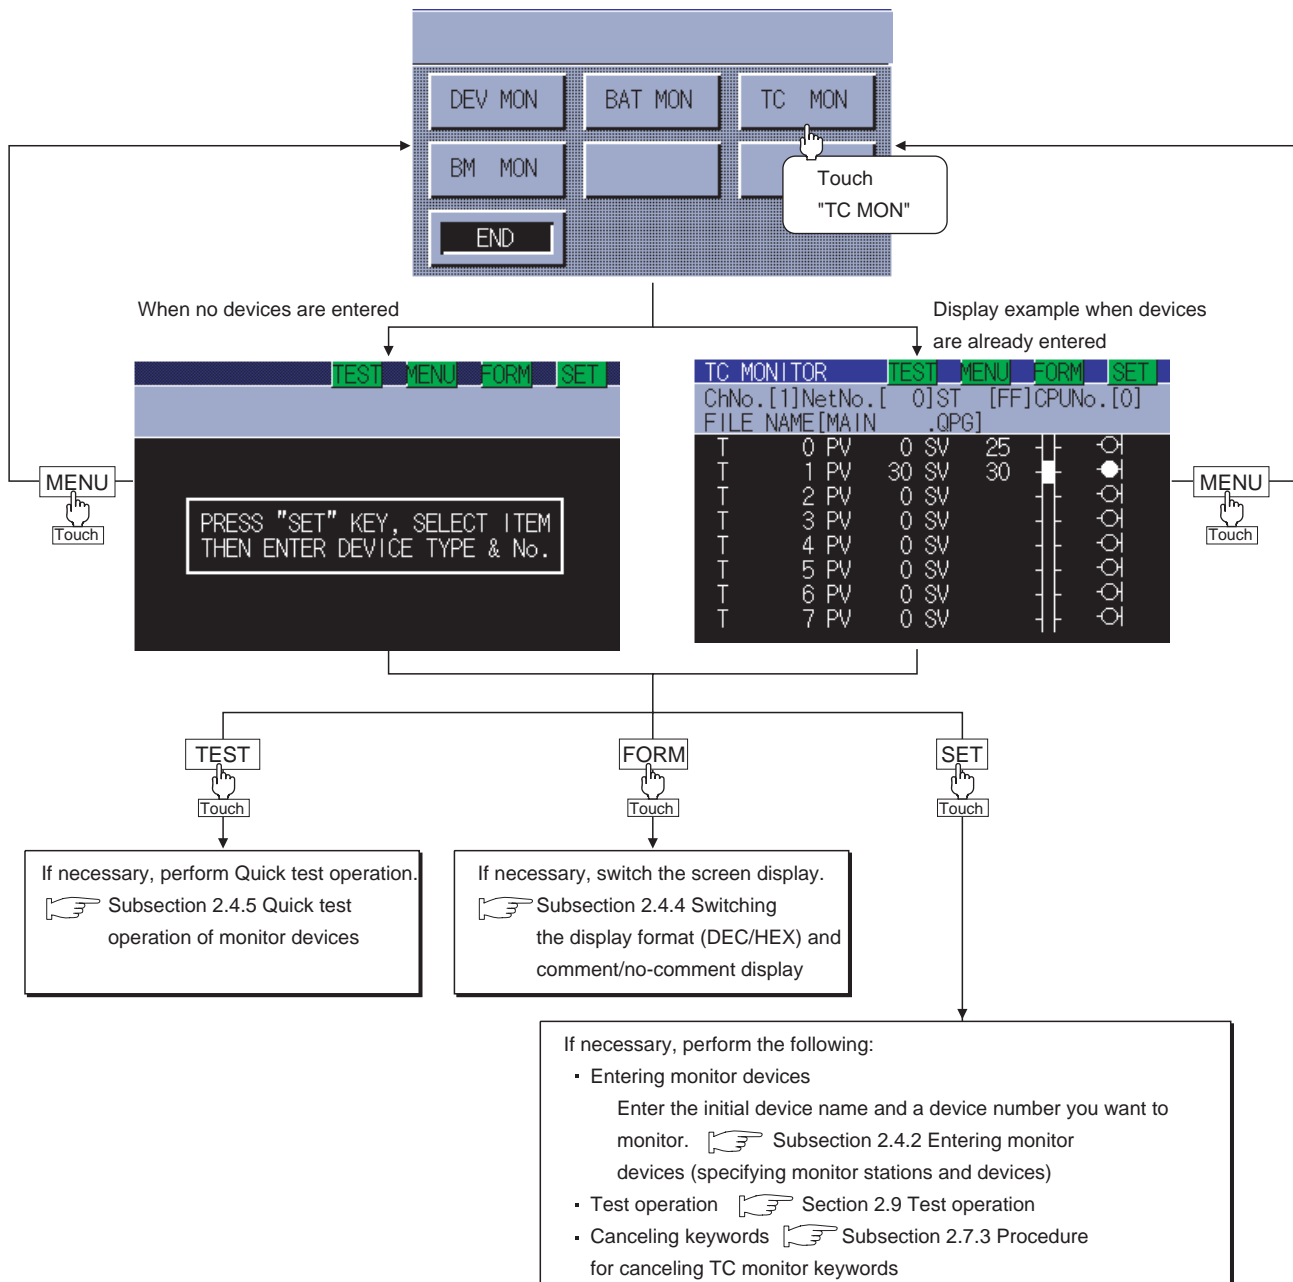 DEV MON
BAT MON
TC MON
BM MON
Touch
"TC MON"
END
When no devices are entered
Display example when devices
are already entered
TEST MENU FORM SET
PRESS "SET" KEY, SELECT ITEM
THEN ENTER DEVICE TYPE & No.
TC MONITOR TEST MENU FORM SET
ChNo.[1]NetNo.[ 0]ST [FF]CPUNo.[0]
FILE NAME[MAIN .QPG]
T 0 PV 0 SV 25
T 1 PV 30 SV 30
T 2 PV 0 SV
T 3 PV 0 SV
T 4 PV 0 SV
T 5 PV 0 SV
T 6 PV 0 SV
T 7 PV 0 SV
MENU
Touch
MENU
Touch
TEST
Touch
FORM
Touch
SET
Touch
If necessary, perform Quick test operation.
Subsection 2.4.5 Quick test
operation of monitor devices
If necessary, switch the screen display.
Subsection 2.4.4 Switching
the display format (DEC/HEX) and
comment/no-comment display
If necessary, perform the following:
· Entering monitor devices
Enter the initial device name and a device number you want to
monitor. Subsection 2.4.2 Entering monitor
devices (specifying monitor stations and devices)
· Test operation Section 2.9 Test operation
· Canceling keywords Subsection 2.7.3 Procedure
for canceling TC monitor keywords